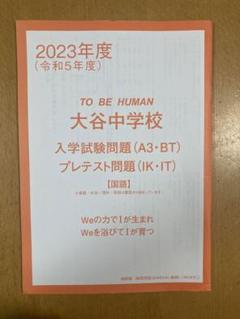 2023年度
(令和5年度)
TO BE HUMAN
大谷中学校
入学試験問題(A3・BT)
プレテスト問題(IK・IT)
【国語】
Weの力でIが生まれ
Weを浴びてIが育つ